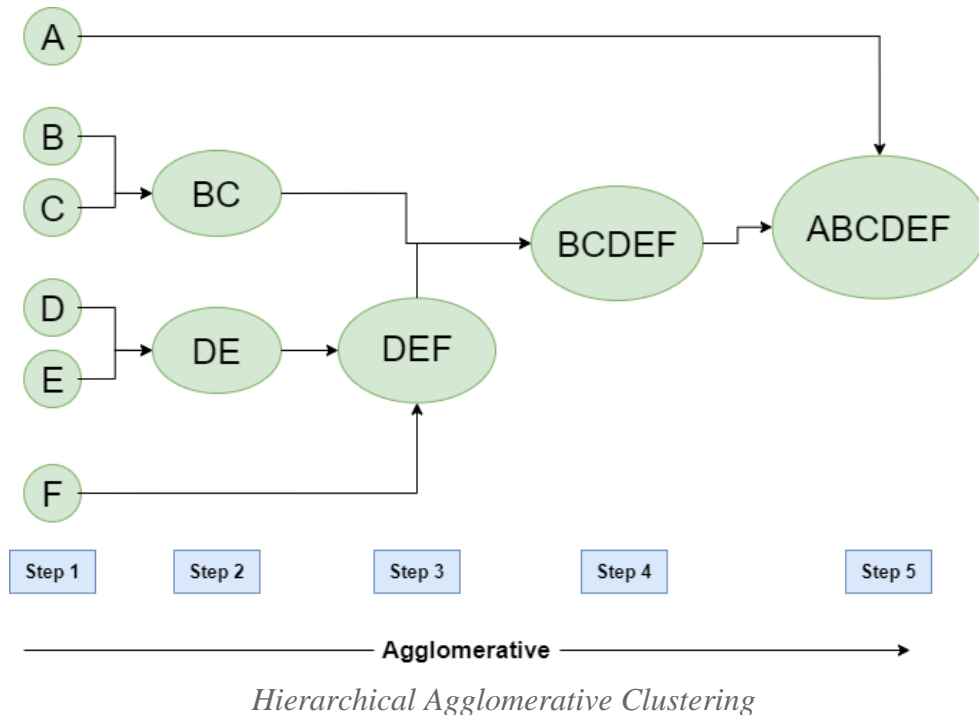 A
B
C
BC
BCDEF
ABCDEF
D
E
DE
DEF
F
Step 1
Step 2
Step 3
Step 4
Step 5
Agglomerative
Hierarchical Agglomerative Clustering